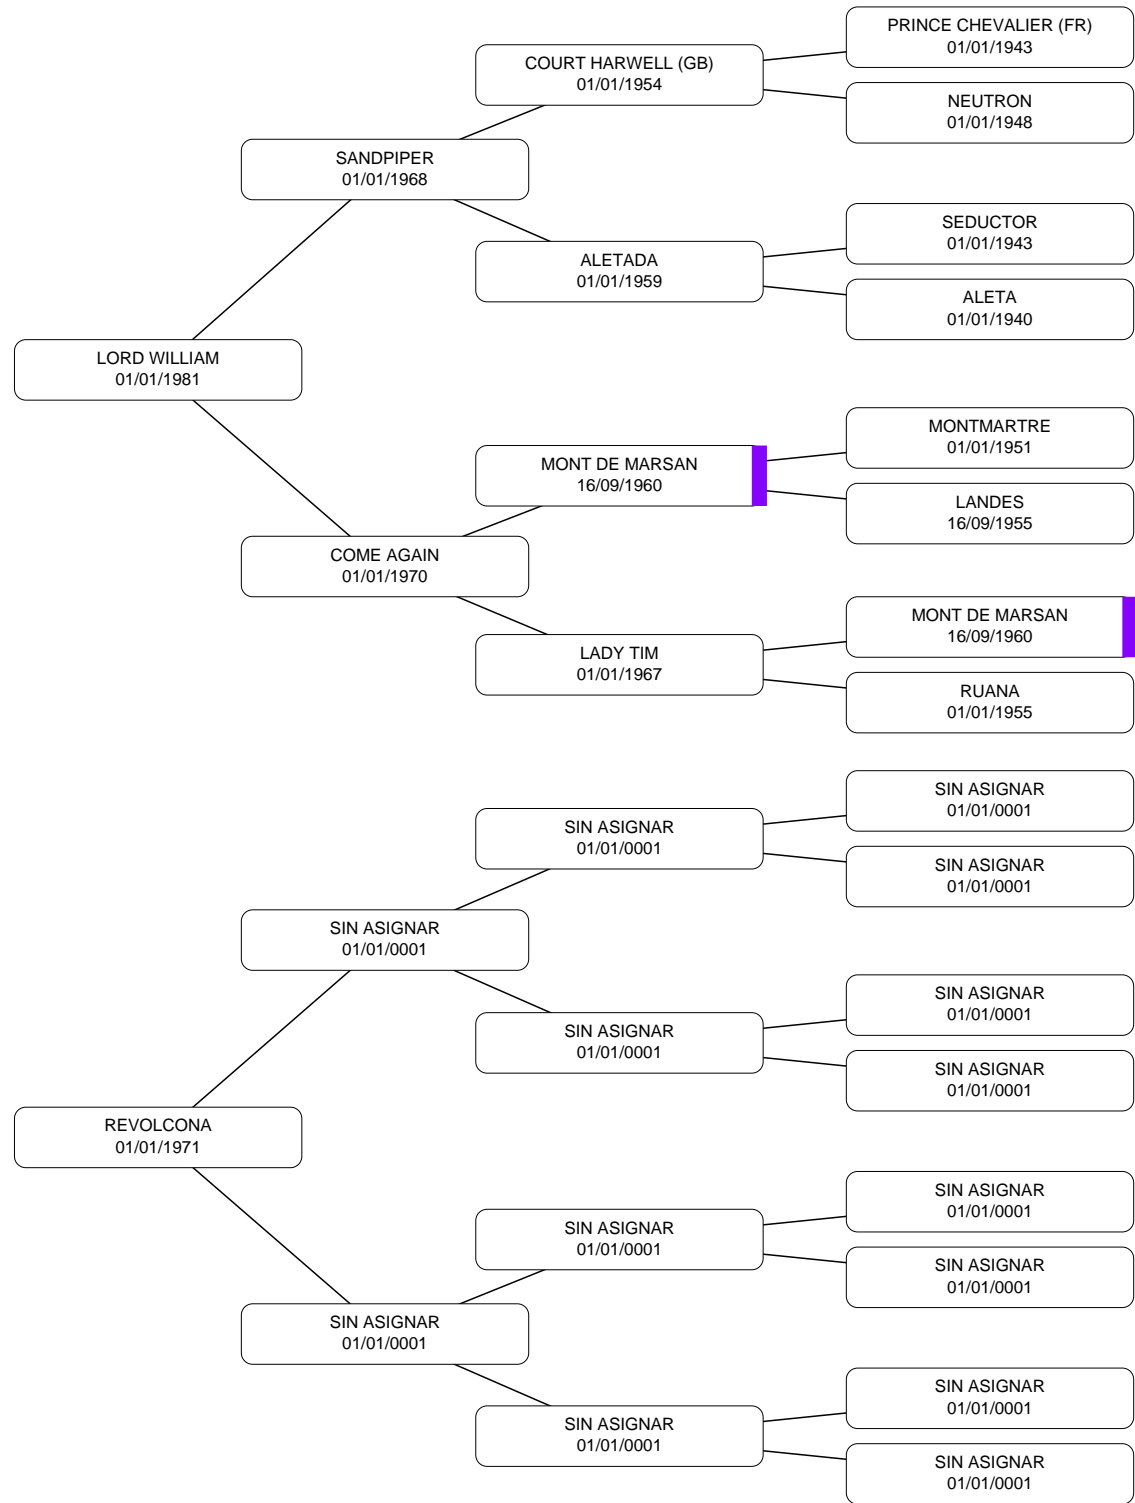 PRINCE CHEVALIER (FR)
01/01/1943
COURT HARWELL (GB)
01/01/1954
NEUTRON
01/01/1948
SANDPIPER
01/01/1968
SEDUCTOR
01/01/1943
ALETADA
01/01/1959
ALETA
01/01/1940
LORD WILLIAM
01/01/1981
MONTMARTRE
01/01/1951
MONT DE MARSAN
16/09/1960
LANDES
16/09/1955
COME AGAIN
01/01/1970
MONT DE MARSAN
16/09/1960
LADY TIM
01/01/1967
RUANA
01/01/1955
SIN ASIGNAR
01/01/0001
SIN ASIGNAR
01/01/0001
SIN ASIGNAR
01/01/0001
SIN ASIGNAR
01/01/0001
SIN ASIGNAR
01/01/0001
SIN ASIGNAR
01/01/0001
SIN ASIGNAR
01/01/0001
REVOLCONA
01/01/1971
SIN ASIGNAR
01/01/0001
SIN ASIGNAR
01/01/0001
SIN ASIGNAR
01/01/0001
SIN ASIGNAR
01/01/0001
SIN ASIGNAR
01/01/0001
SIN ASIGNAR
01/01/0001
SIN ASIGNAR
01/01/0001